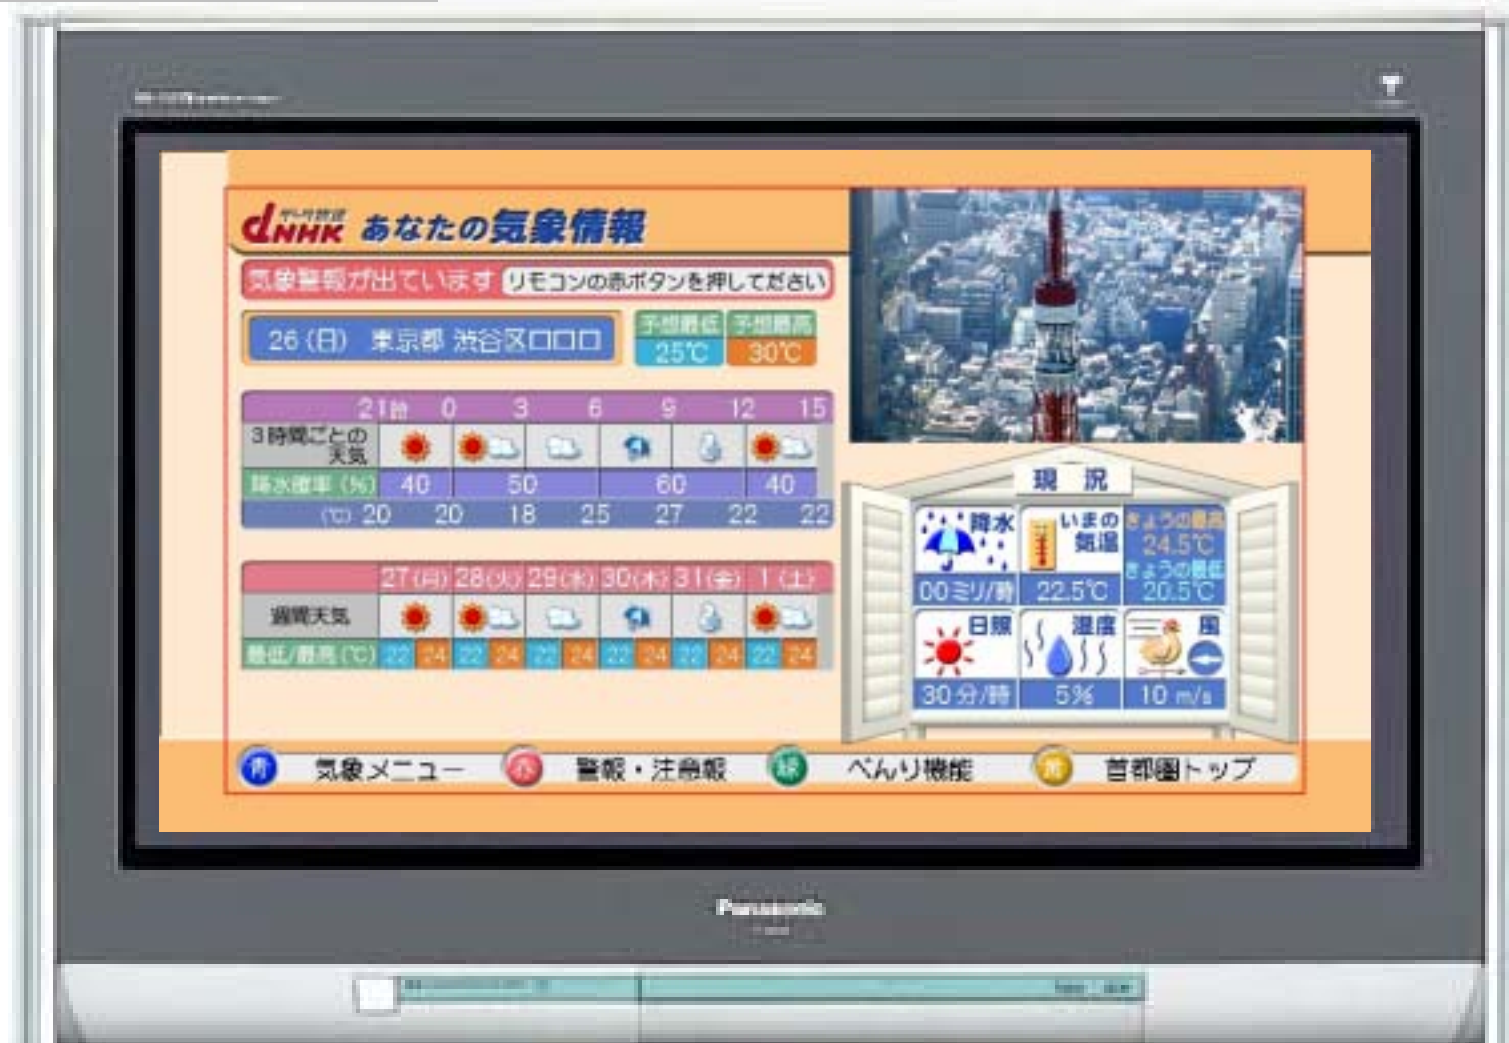 データ放送
dNHK あなたの気象情報
気象警報が出ています リモコンの赤ボタンを押してださい
26(日) 東京都 渋谷区□□□
予想最低 予想最高
25℃ 30℃
21時 0 3 6 9 12 15
3時間ごとの
天気
降水確率(%) 40 50 60 40
(℃) 20 20 18 25 27 22 22
27(月) 28(火) 29(水) 30(木) 31(金) 1(土)
週間天気
最低/最高(℃) 22 24 22 24 22 24 22 24 22 24 22 24
現況
降水
00ミリ/時
いまの
気温
22.5℃
きょうの最高
24.5℃
きょうの最低
20.5℃
日照
30分/時
湿度
5%
風
10 m/s
青 気象メニュー 赤 警報・注意報 緑 べんり機能 黄 首都圏トップ
Panasonic